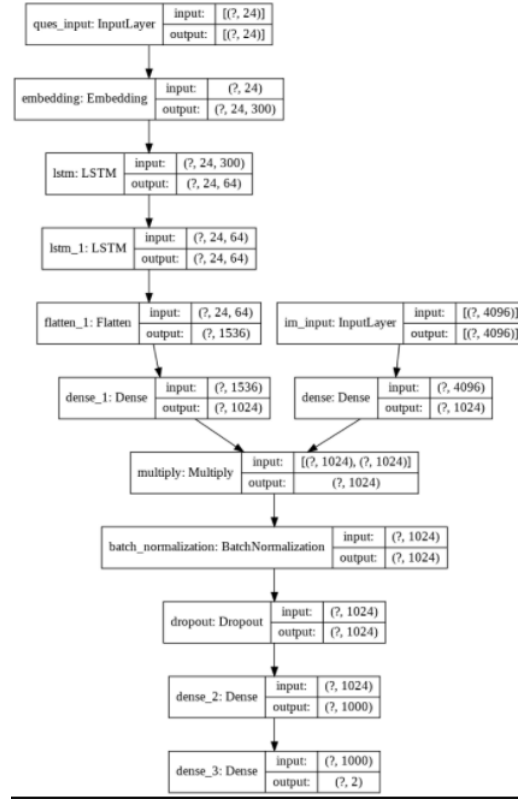 ques_input: InputLayer input: [(?, 24)]
output: [(?, 24)]
embedding: Embedding input: (?, 24)
output: (?, 24, 300)
lstm: LSTM input: (?, 24, 300)
output: (?, 24, 64)
lstm_1: LSTM input: (?, 24, 64)
output: (?, 24, 64)
flatten_1: Flatten input: (?, 24, 64)
output: (?, 1536)
im_input: InputLayer input: [(?, 4096)]
output: [(?, 4096)]
dense_1: Dense input: (?, 1536)
output: (?, 1024)
dense: Dense input: (?, 4096)
output: (?, 1024)
multiply: Multiply input: [(?, 1024), (?, 1024)]
output: (?, 1024)
batch_normalization: BatchNormalization input: (?, 1024)
output: (?, 1024)
dropout: Dropout input: (?, 1024)
output: (?, 1024)
dense_2: Dense input: (?, 1024)
output: (?, 1000)
dense_3: Dense input: (?, 1000)
output: (?, 2)